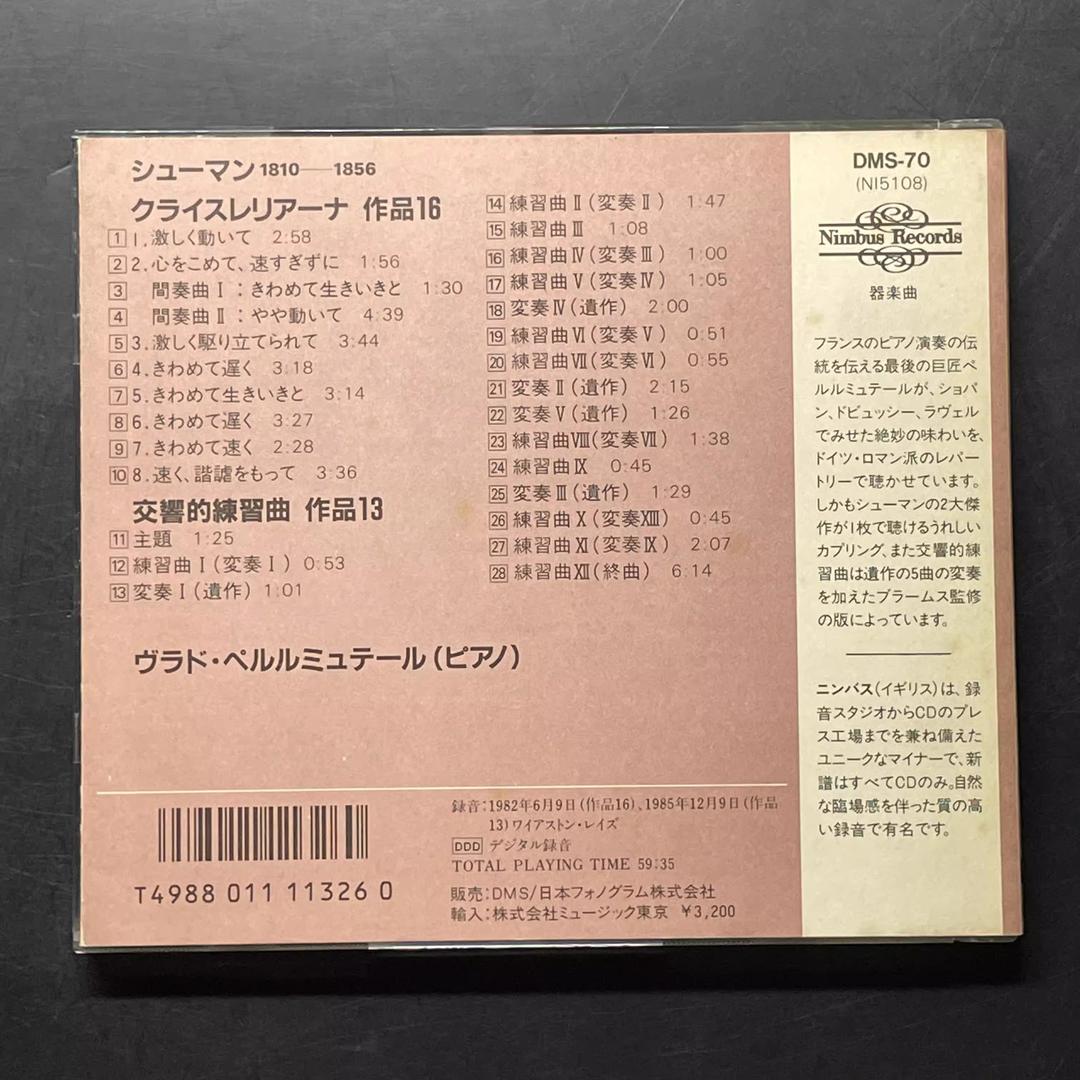 シューマン 1810——1856
クライスレリアーナ 作品16
1 1. 激しく動いて 2:58
2 2. 心をこめて、速すぎずに 1:56
3 間奏曲Ⅰ：きわめて生きいきと 1:30
4 間奏曲Ⅱ：やや動いて 4:39
5 3. 激しく駆り立てられて 3:44
6 4. きわめて遅く 3:18
7 5. きわめて生きいきと 3:14
8 6. きわめて遅く 3:27
9 7. きわめて速く 2:28
10 8. 速く、諧謔をもって 3:36
交響的練習曲 作品13
11 主題 1:25
12 練習曲Ⅰ（変奏Ⅰ） 0:53
13 変奏Ⅰ（遺作） 1:01
14 練習曲Ⅱ（変奏Ⅱ） 1:47
15 練習曲Ⅲ 1:08
16 練習曲Ⅳ（変奏Ⅲ） 1:00
17 練習曲Ⅴ（変奏Ⅳ） 1:05
18 変奏Ⅳ（遺作） 2:00
19 練習曲Ⅵ（変奏Ⅴ） 0:51
20 練習曲Ⅶ（変奏Ⅵ） 0:55
21 変奏Ⅱ（遺作） 2:15
22 変奏Ⅴ（遺作） 1:26
23 練習曲Ⅷ（変奏Ⅶ） 1:38
24 練習曲Ⅸ 0:45
25 変奏Ⅲ（遺作） 1:29
26 練習曲Ⅹ（変奏ⅩⅢ） 0:45
27 練習曲Ⅺ（変奏Ⅸ） 2:07
28 練習曲Ⅻ（終曲） 6:14
ヴラド・ペルルミュテール（ピアノ）
T4988 011 11326 0
録音：1982年6月9日（作品16）、1985年12月9日（作品
13）ワイアストン・レイズ
DDD デジタル録音
TOTAL PLAYING TIME 59:35
販売：DMS/日本フォノグラム株式会社
輸入：株式会社ミュージック東京 ¥3,200
DMS-70
(NI5108)
Nimbus Records
器楽曲
フランスのピアノ演奏の伝
統を伝える最後の巨匠ペ
ルルミュテールが、ショパ
ン、ドビュッシー、ラヴェル
でみせた絶妙の味わいを、
ドイツ・ロマン派のレパー
トリーで聴かせています。
しかもシューマンの2大傑
作が1枚で聴けるうれしい
カプリング、また交響的練
習曲は遺作の5曲の変奏
を加えたブラームス監修
の版によっています。
ニンバス（イギリス）は、録
音スタジオからCDのプレ
ス工場までを兼ね備えた
ユニークなマイナーで、新
譜はすべてCDのみ。自然
な臨場感を伴った質の高
い録音で有名です。